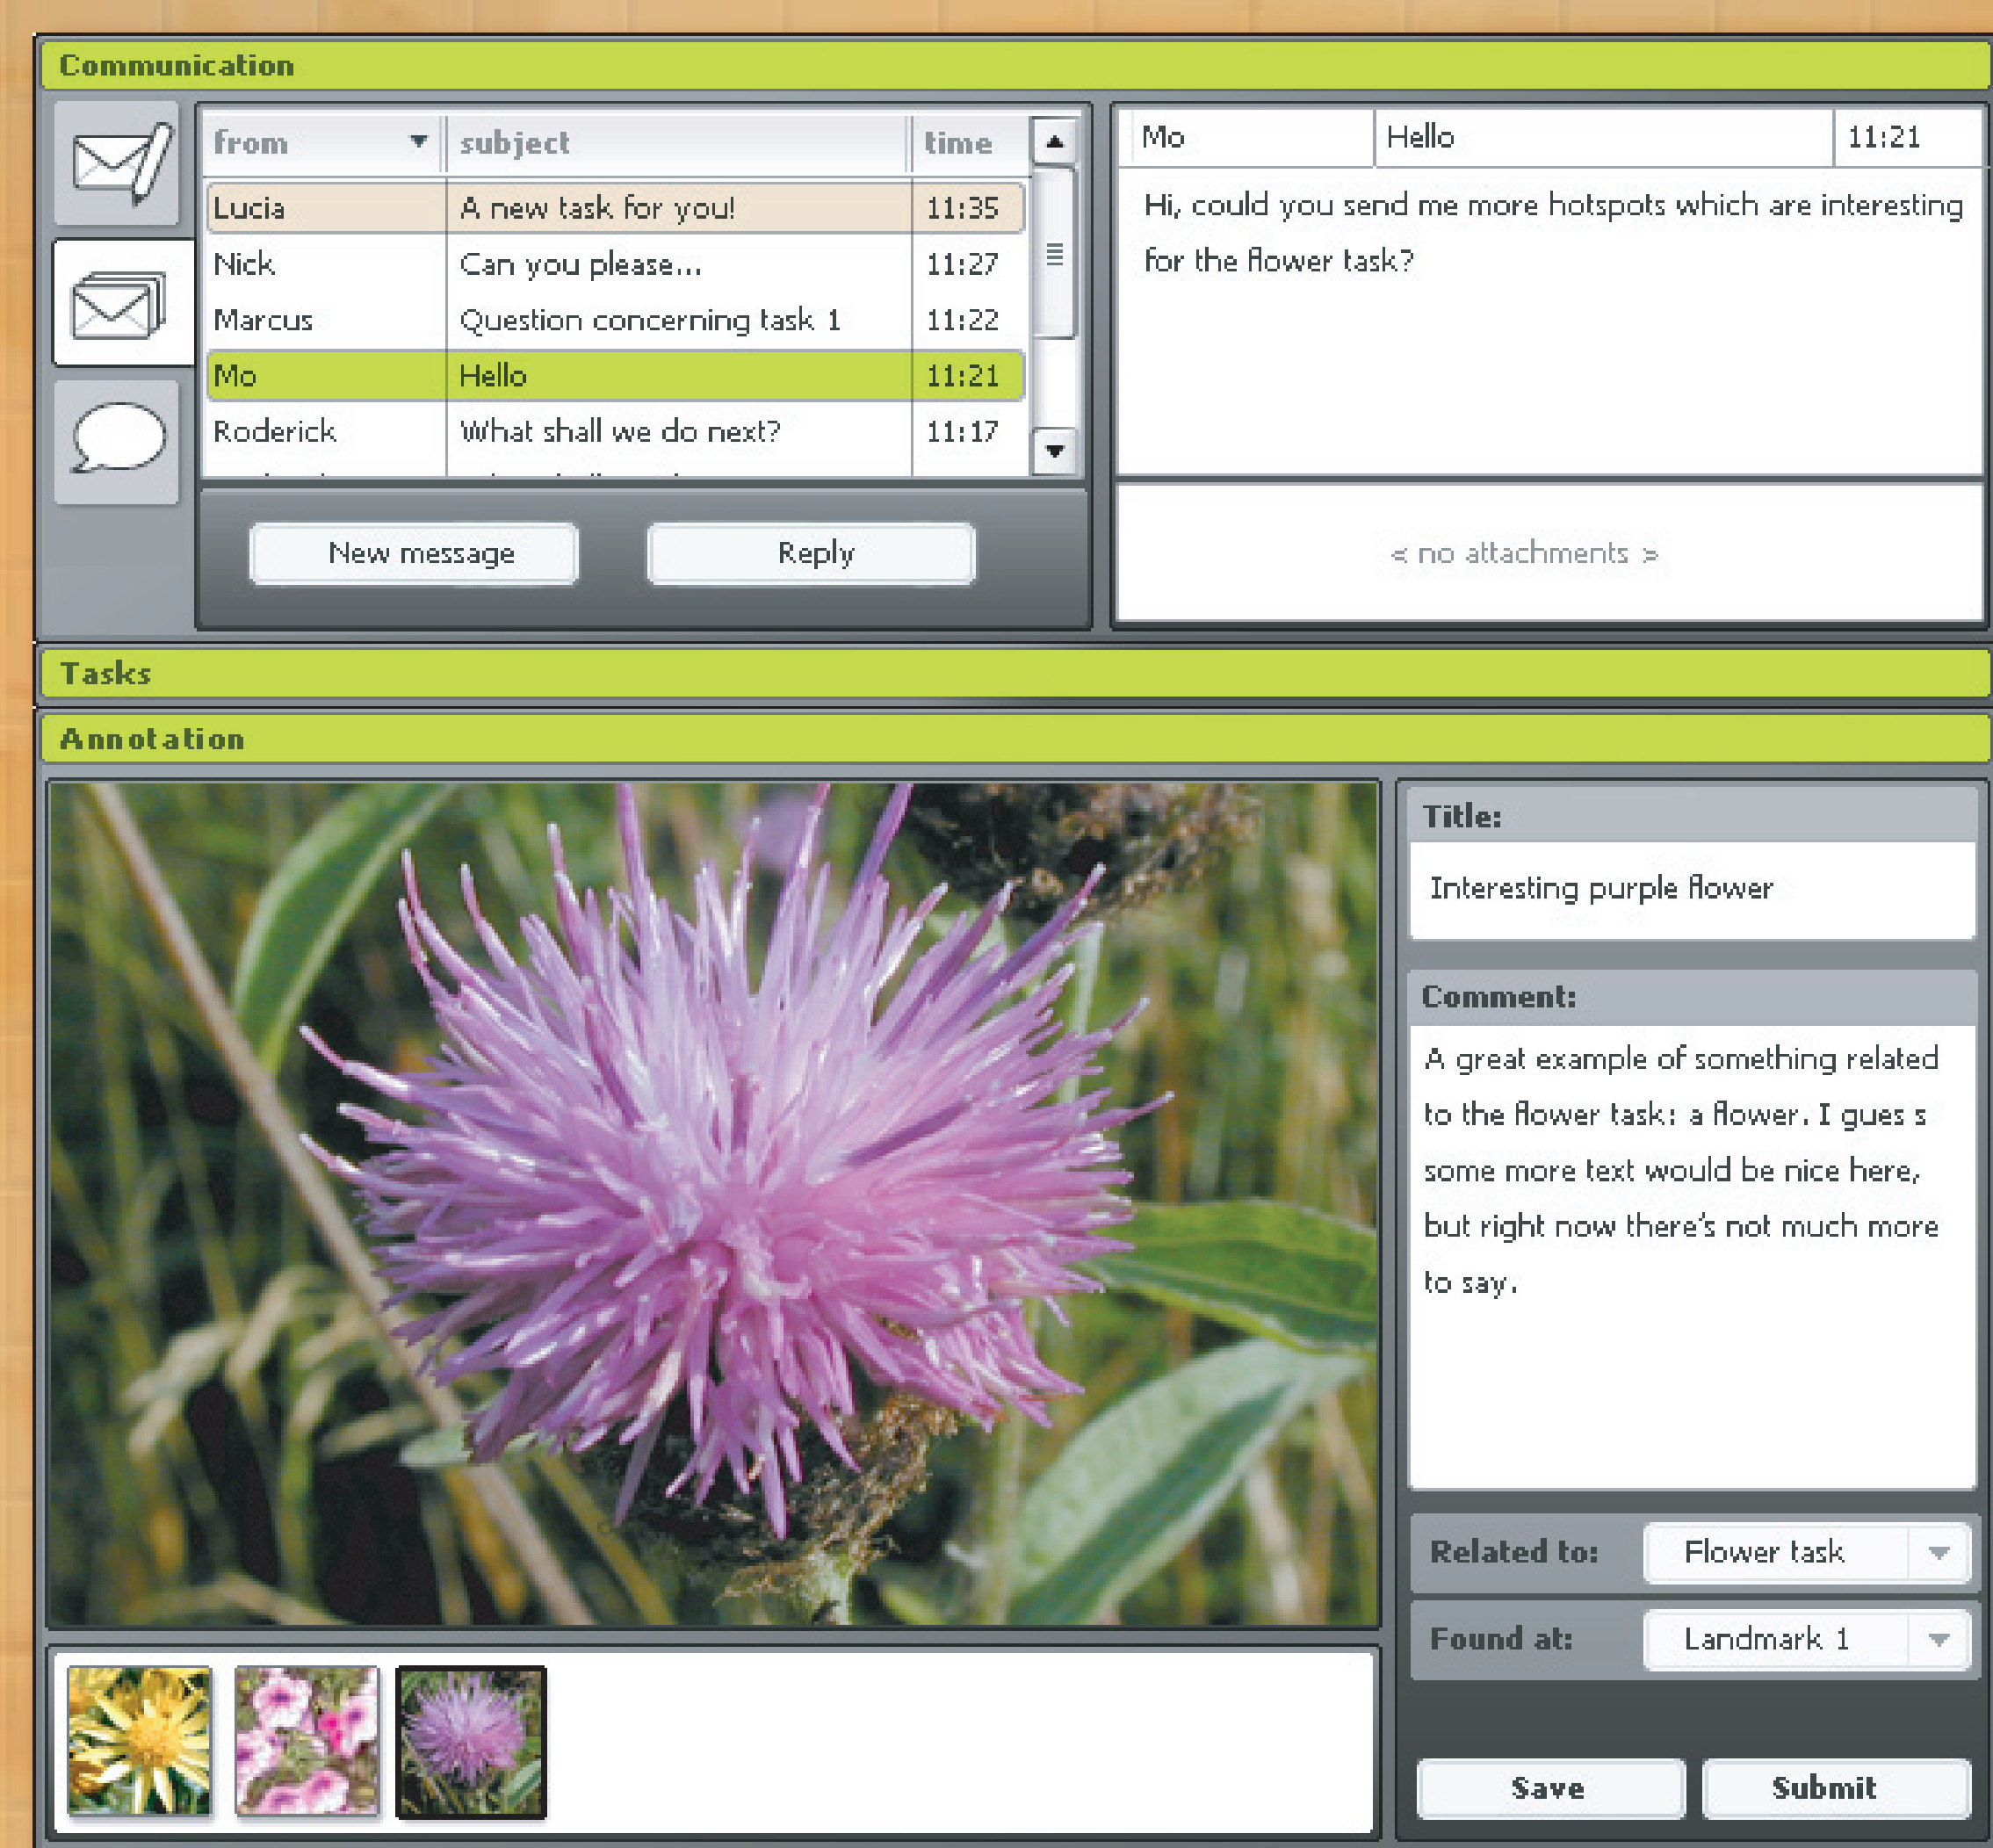 Communication
from subject time
Lucia A new task for you! 11:35
Nick Can you please... 11:27
Marcus Question concerning task 1 11:22
Mo Hello 11:21
Roderick What shall we do next? 11:17
New message Reply
Mo Hello 11:21
Hi, could you send me more hotspots which are interesting
for the flower task?
< no attachments >
Tasks
Annotation
Title:
Interesting purple flower
Comment:
A great example of something related
to the flower task: a flower. I gues s
some more text would be nice here,
but right now there's not much more
to say.
Related to: Flower task
Found at: Landmark 1
Save Submit